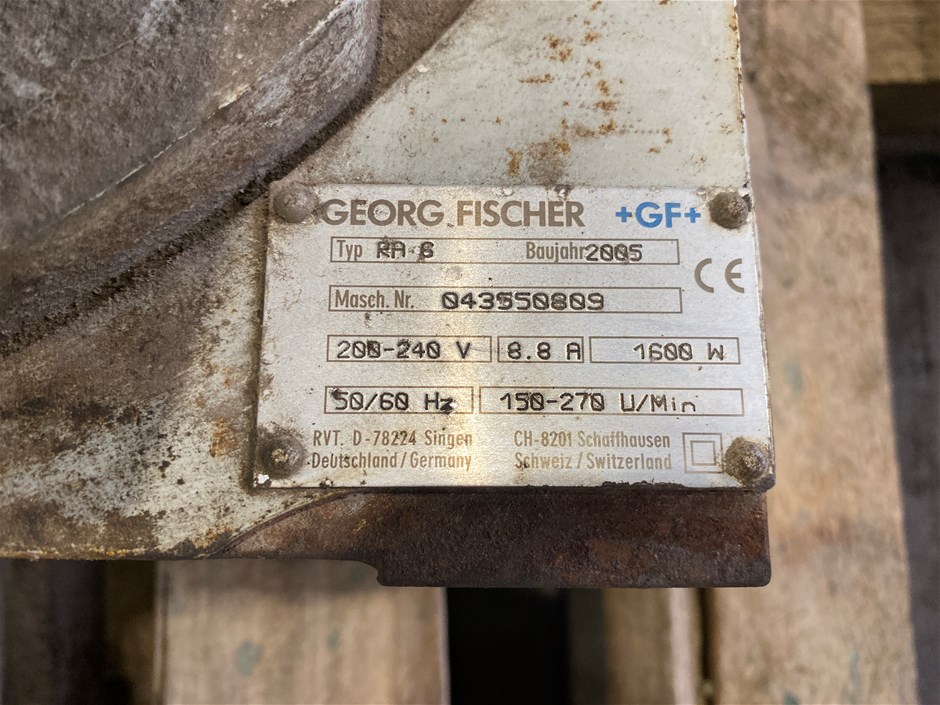 GEORG FISCHER +GF+
Typ RA 6 Baujahr 2005
CE
Masch. Nr. 043550809
200-240 V 8.8 A 1600 W
50/60 Hz 150-270 U/Min
RVT. D-78224 Singen CH-8201 Schaffhausen
Deutschland/Germany Schweiz/Switzerland